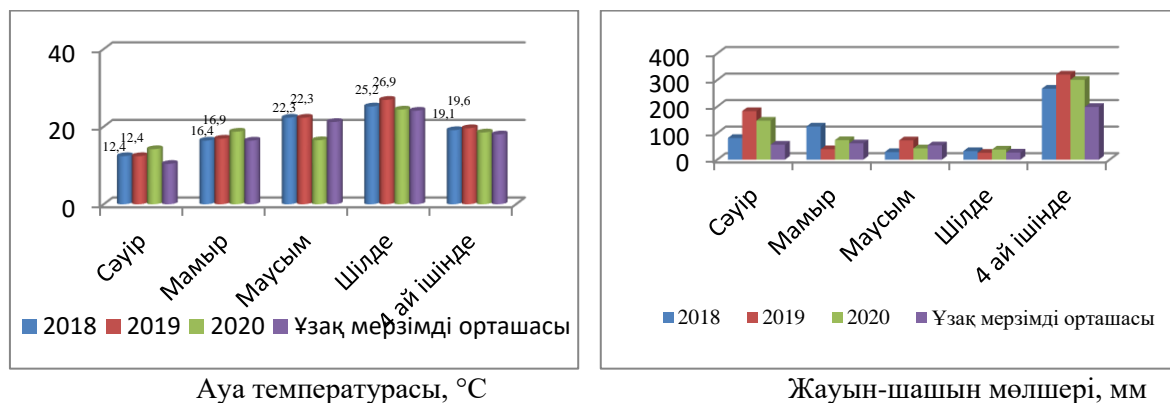 40
20
0
12,4
12,4
16,4
16,9
22,3
22,3
25,2
26,9
19,1
19,6
Сәуір
Мамыр
Маусым
Шілде
4 ай ішінде
2018 2019 2020 Ұзақ мерзімді орташасы
Ауа температурасы, °C
400
300
200
100
0
Сәуір
Мамыр
Маусым
Шілде
4 ай ішінде
2018 2019 2020 Ұзақ мерзімді орташасы
Жауын-шашын мөлшері, мм